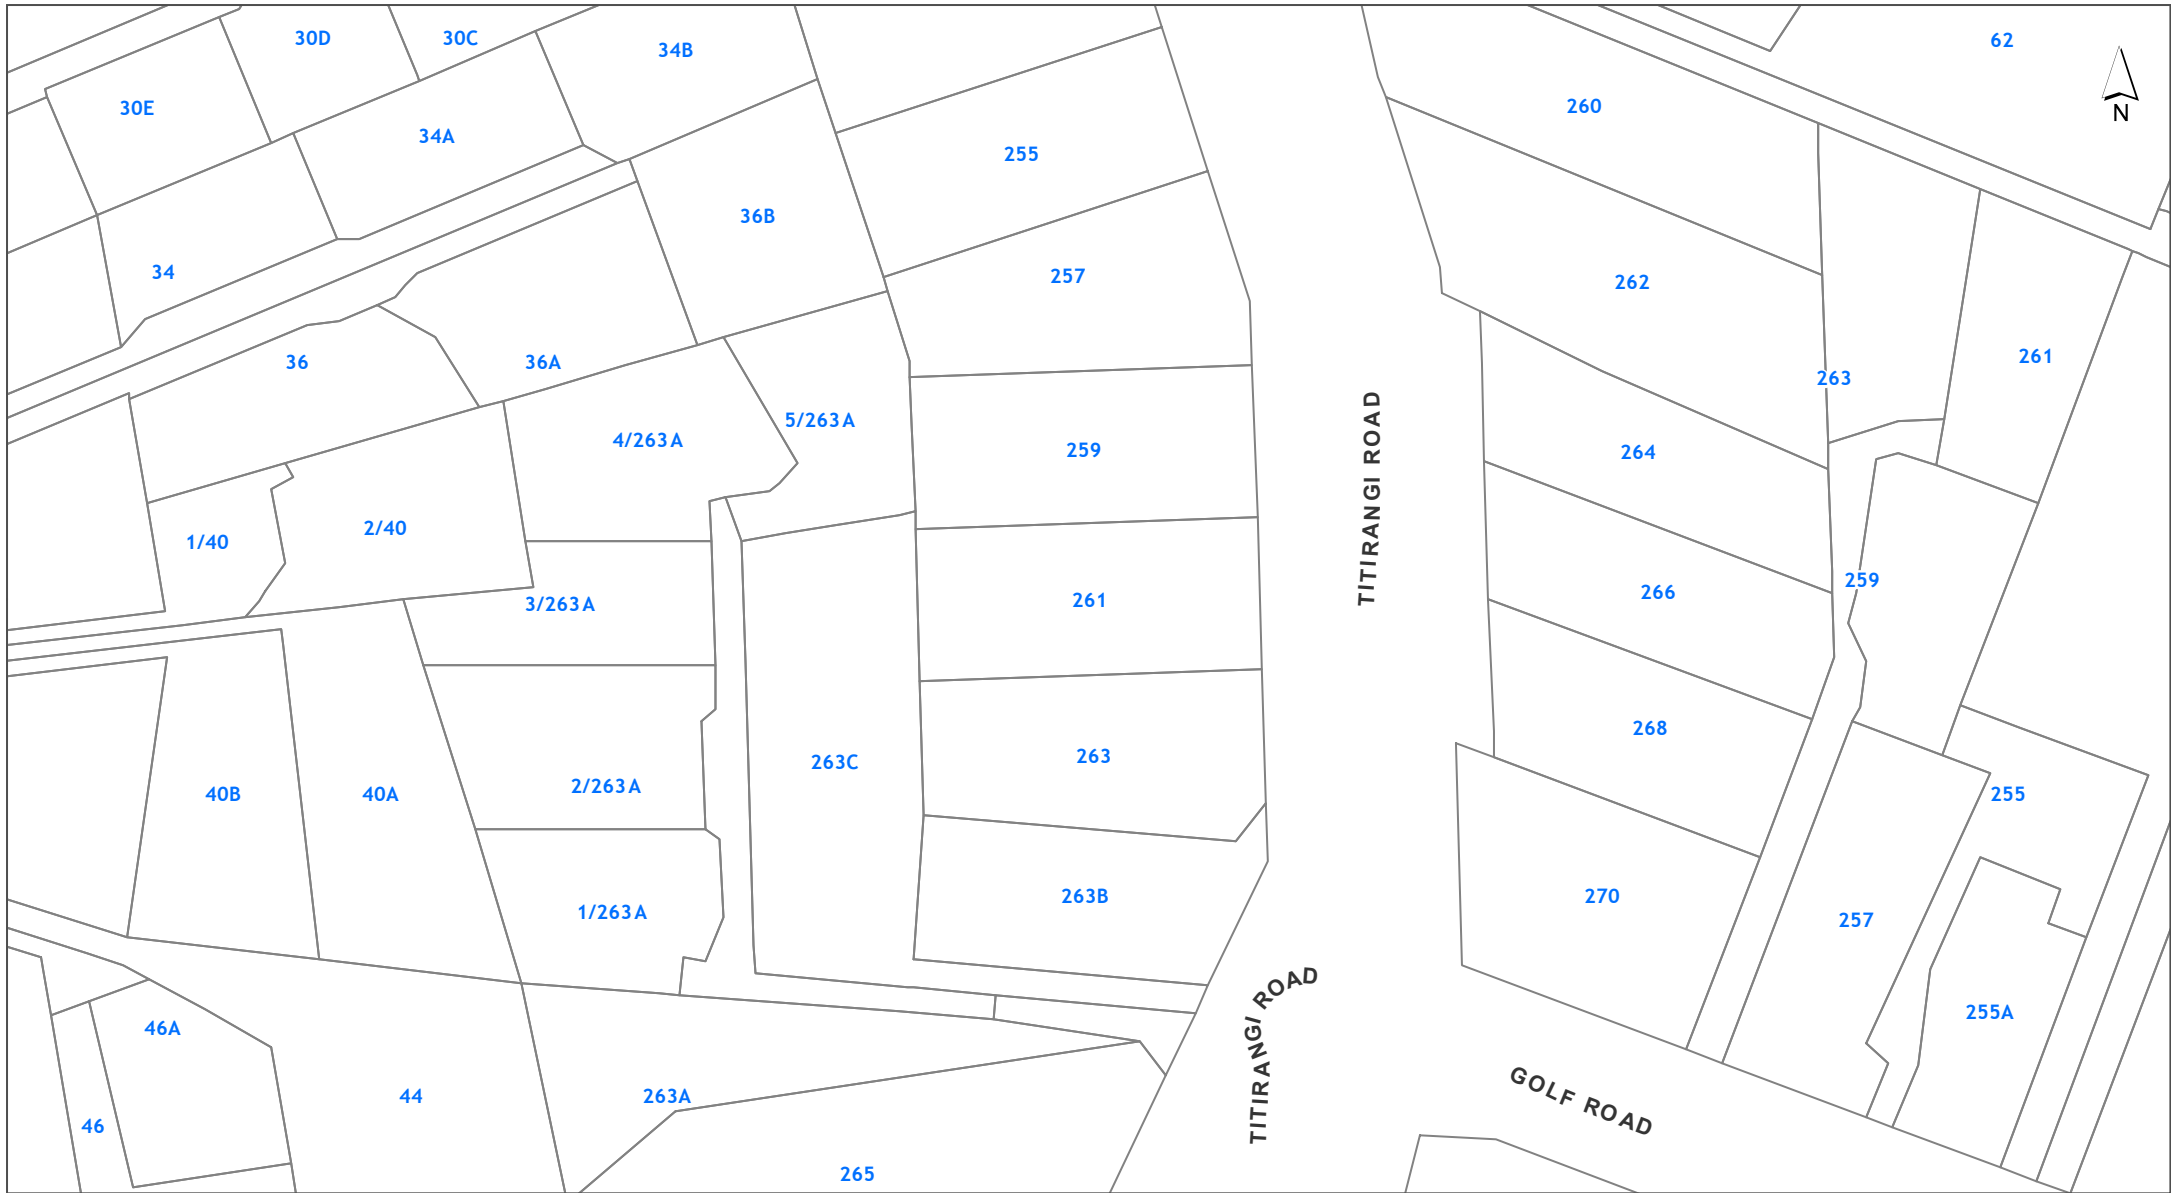 30D
30C
34B
62
30E
34A
260
N
255
36B
34
257
262
36
36A
263
261
5/263A
4/263A
259
264
TITIRANGI ROAD
2/40
1/40
259
266
3/263A
261
268
263
263C
2/263A
40B
40A
255
263B
270
1/263A
257
TITIRANGI ROAD
255A
46A
44
263A
GOLF ROAD
46
265